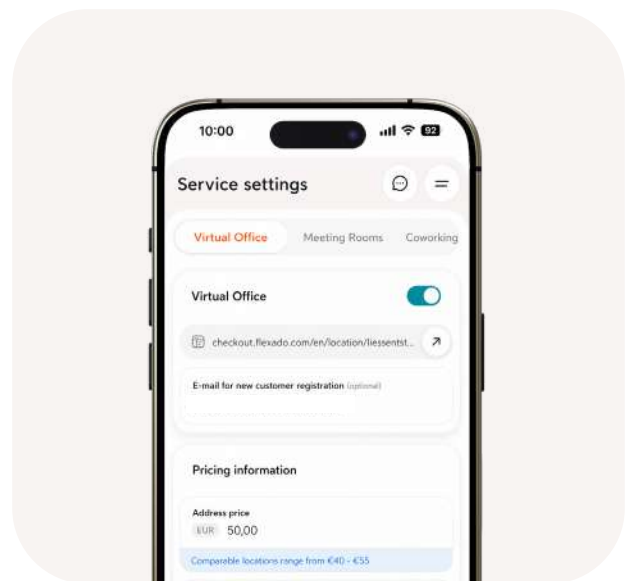 10:00
92
Service settings
Virtual Office
Meeting Rooms
Coworking
Virtual Office
checkout.flexado.com/en/location/liessentst...
E-mail for new customer registration (optional)
Pricing information
Address price
EUR 50,00
Comparable locations range from €40 - €55